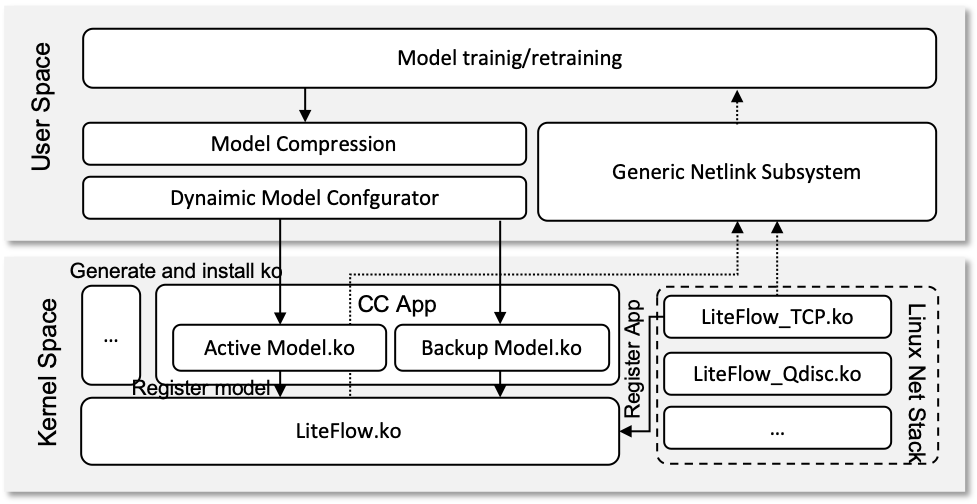 User Space
Model trainig/retraining
Model Compression
Dynaimic Model Confgurator
Generic Netlink Subsystem
Kernel Space
Generate and install ko
...
CC App
Active Model.ko
Backup Model.ko
Register model
LiteFlow.ko
Register App
LiteFlow_TCP.ko
LiteFlow_Qdisc.ko
...
Linux Net Stack